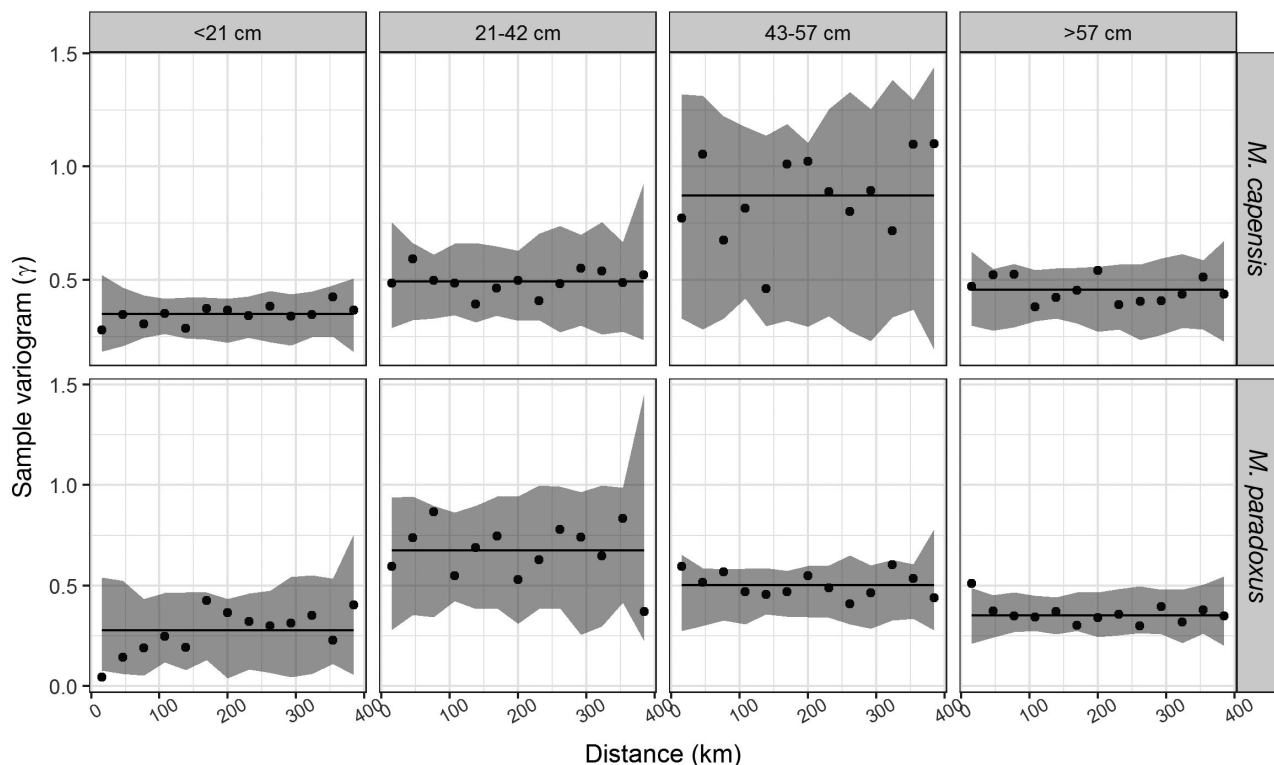 <21 cm
21-42 cm
43-57 cm
>57 cm
1.5
1.0
0.5
M. capensis
1.5
1.0
0.5
0.0
M. paradoxus
Sample variogram (γ)
0 100 200 300 400
0 100 200 300 400
0 100 200 300 400
0 100 200 300 400
Distance (km)